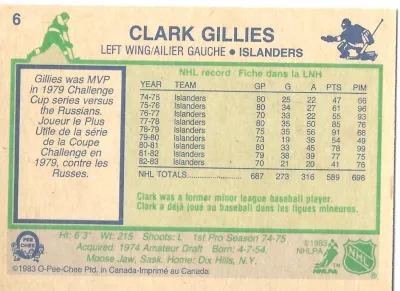 6
CLARK GILLIES
LEFT WING/AILIER GAUCHE • ISLANDERS
Gillies was MVP
in 1979 Challenge
Cup series versus
the Russians.
Joueur le Plus
Utile de la série
de la Coupe
Challenge en
1979, contre les
Russes.
NHL record / Fiche dans la LNH
YEAR TEAM GP G A PTS PIM
74-75 Islanders 80 25 22 47 66
75-76 Islanders 80 34 27 61 96
76-77 Islanders 70 33 22 55 93
77-78 Islanders 80 35 50 85 76
78-79 Islanders 75 35 56 91 68
79-80 Islanders 73 19 35 54 49
80-81 Islanders 80 33 45 78 99
81-82 Islanders 79 38 39 77 75
82-83 Islanders 70 21 20 41 76
NHL TOTALS 687 273 316 589 698
Clark was a former minor league baseball player.
Clark a déjà joué au baseball dans les ligues mineures.
O-PEE-CHEE
Ht: 6'3" Wt: 215 Shoots: L 1st Pro Season 74-75
Acquired: 1974 Amateur Draft Born: 4-7-54
Moose Jaw, Sask. Home: Dix Hills, N.Y.
©1983 O-Pee-Chee Ptd. in Canada-Imprimé au Canada
©1983
NHLPA
NHLPA
NHL